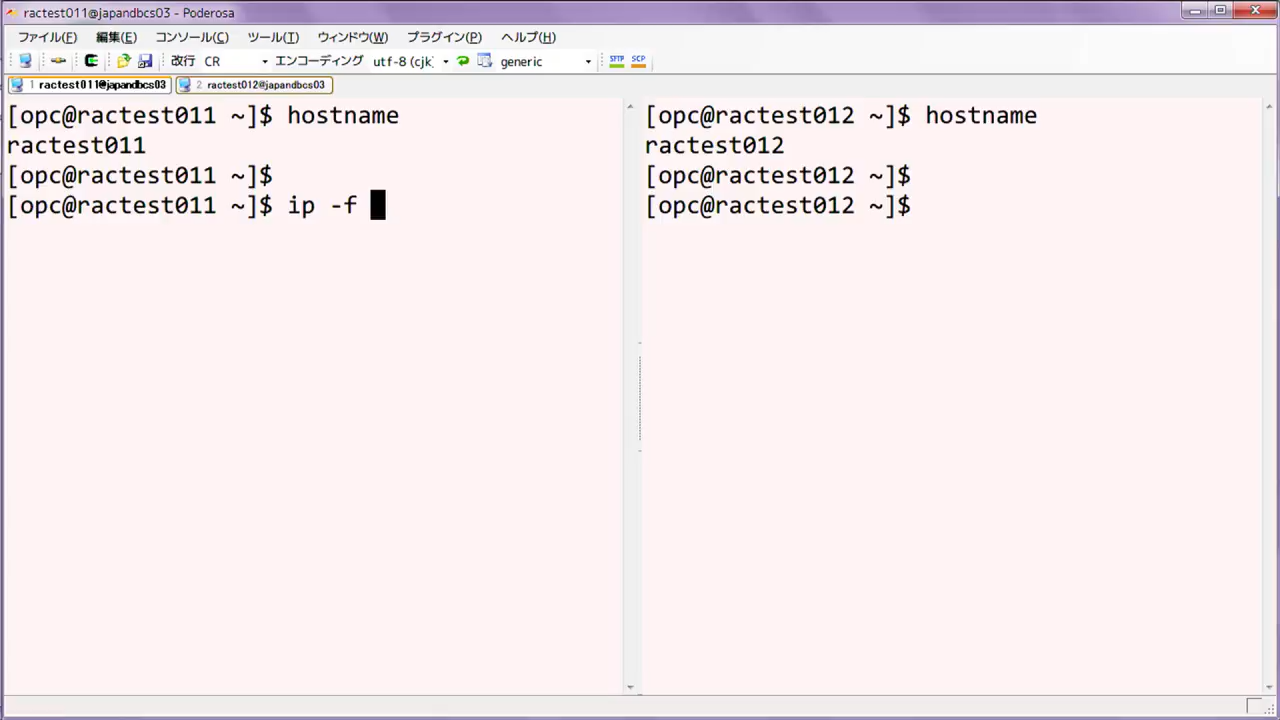 ractest011@japandbcs03 - Poderosa
ファイル(F) 編集(E) コンソール(C) ツール(T) ウィンドウ(W) プラグイン(P) ヘルプ(H)
改行 CR エンコーディング utf-8 (cjk) generic SFTP SCP
1 ractest011@japandbcs03 2 ractest012@japandbcs03
[opc@ractest011 ~]$ hostname
ractest011
[opc@ractest011 ~]$
[opc@ractest011 ~]$ ip -f
[opc@ractest012 ~]$ hostname
ractest012
[opc@ractest012 ~]$
[opc@ractest012 ~]$